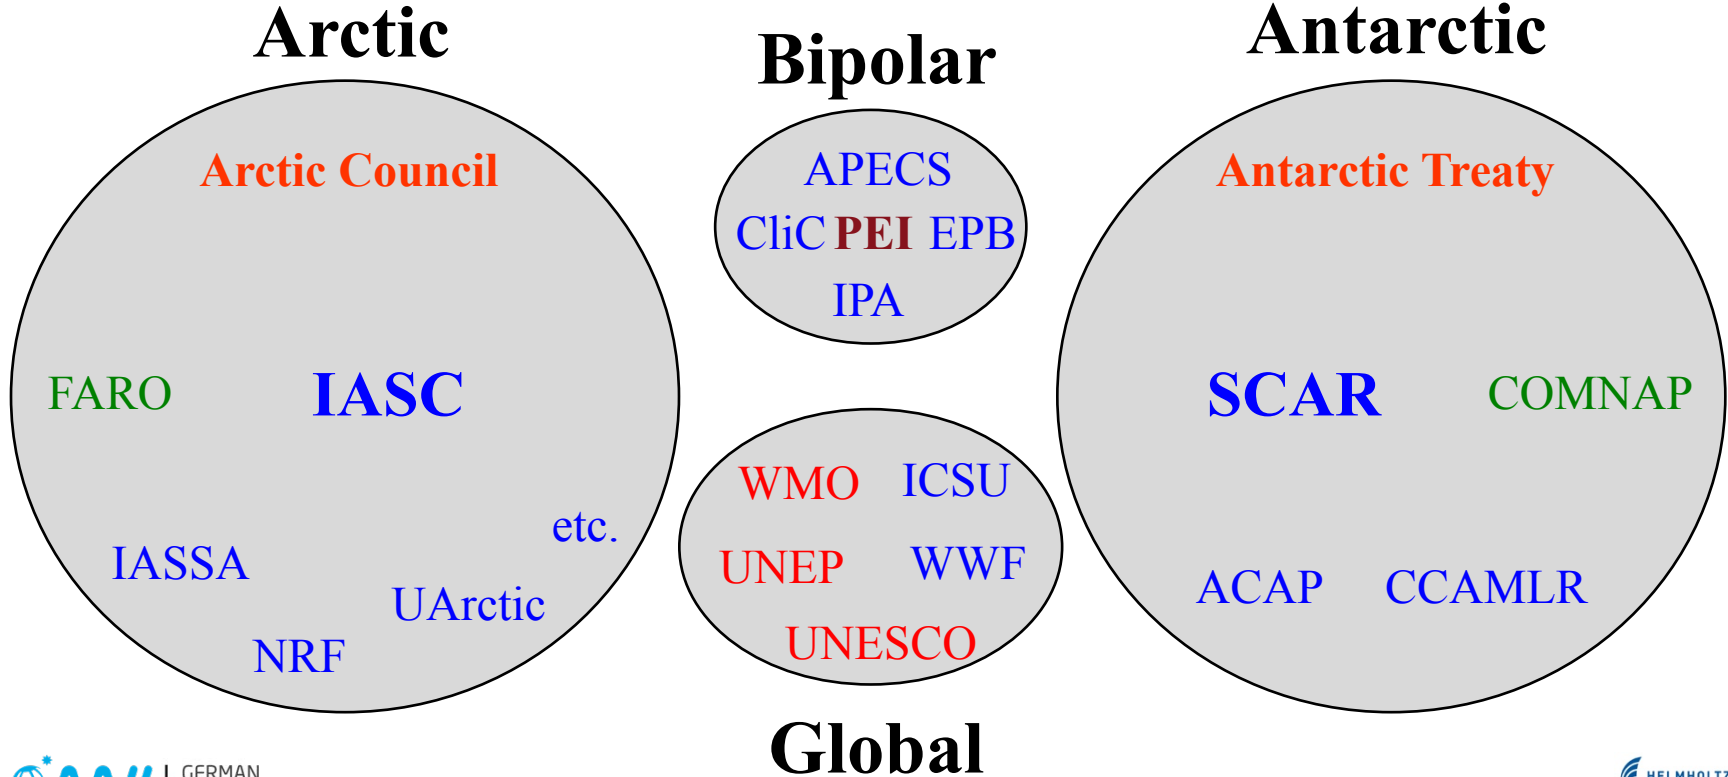 Arctic
Bipolar
Antarctic
Arctic Council
APECS
CliC PEI EPB
IPA
Antarctic Treaty
FARO IASC
SCAR COMNAP
WMO ICSU
UNEP WWF
UNESCO
etc.
IASSA
UArctic
NRF
ACAP CCAMLR
Global
GERMAN
HELMHOLTZ